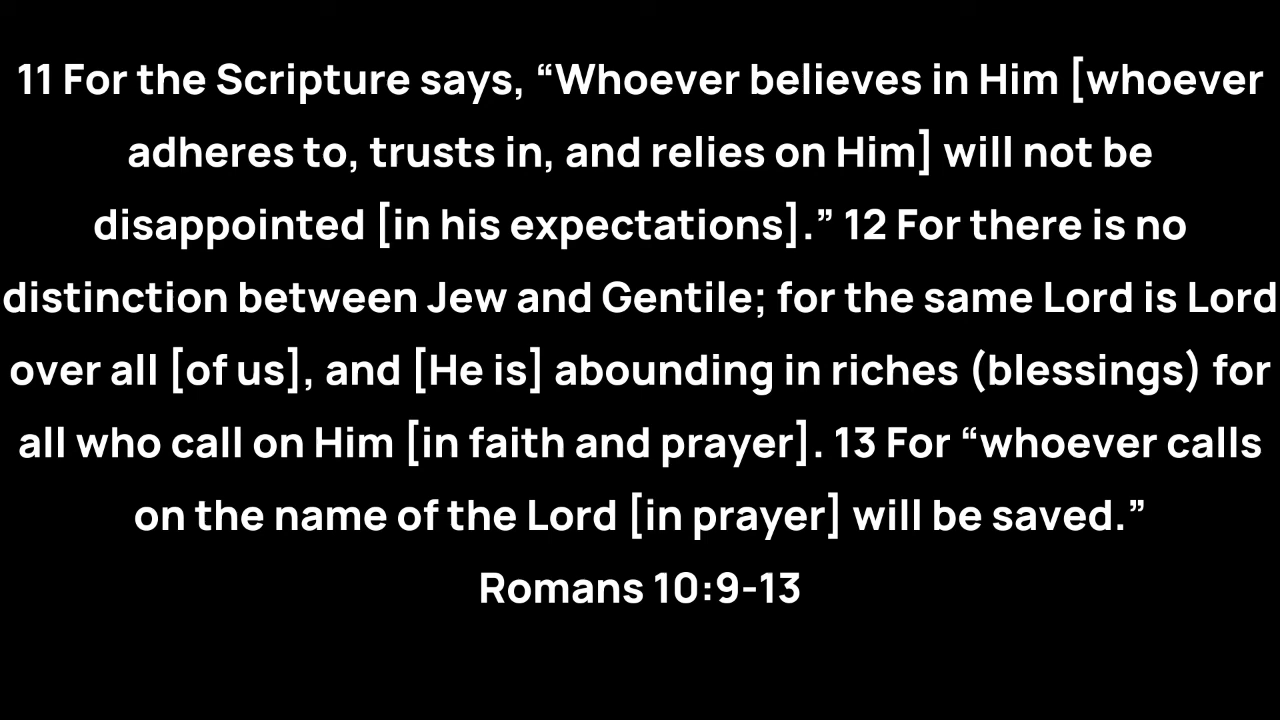 11 For the Scripture says, “Whoever believes in Him [whoever
adheres to, trusts in, and relies on Him] will not be
disappointed [in his expectations].” 12 For there is no
distinction between Jew and Gentile; for the same Lord is Lord
over all [of us], and [He is] abounding in riches (blessings) for
all who call on Him [in faith and prayer]. 13 For “whoever calls
on the name of the Lord [in prayer] will be saved.”
Romans 10:9-13